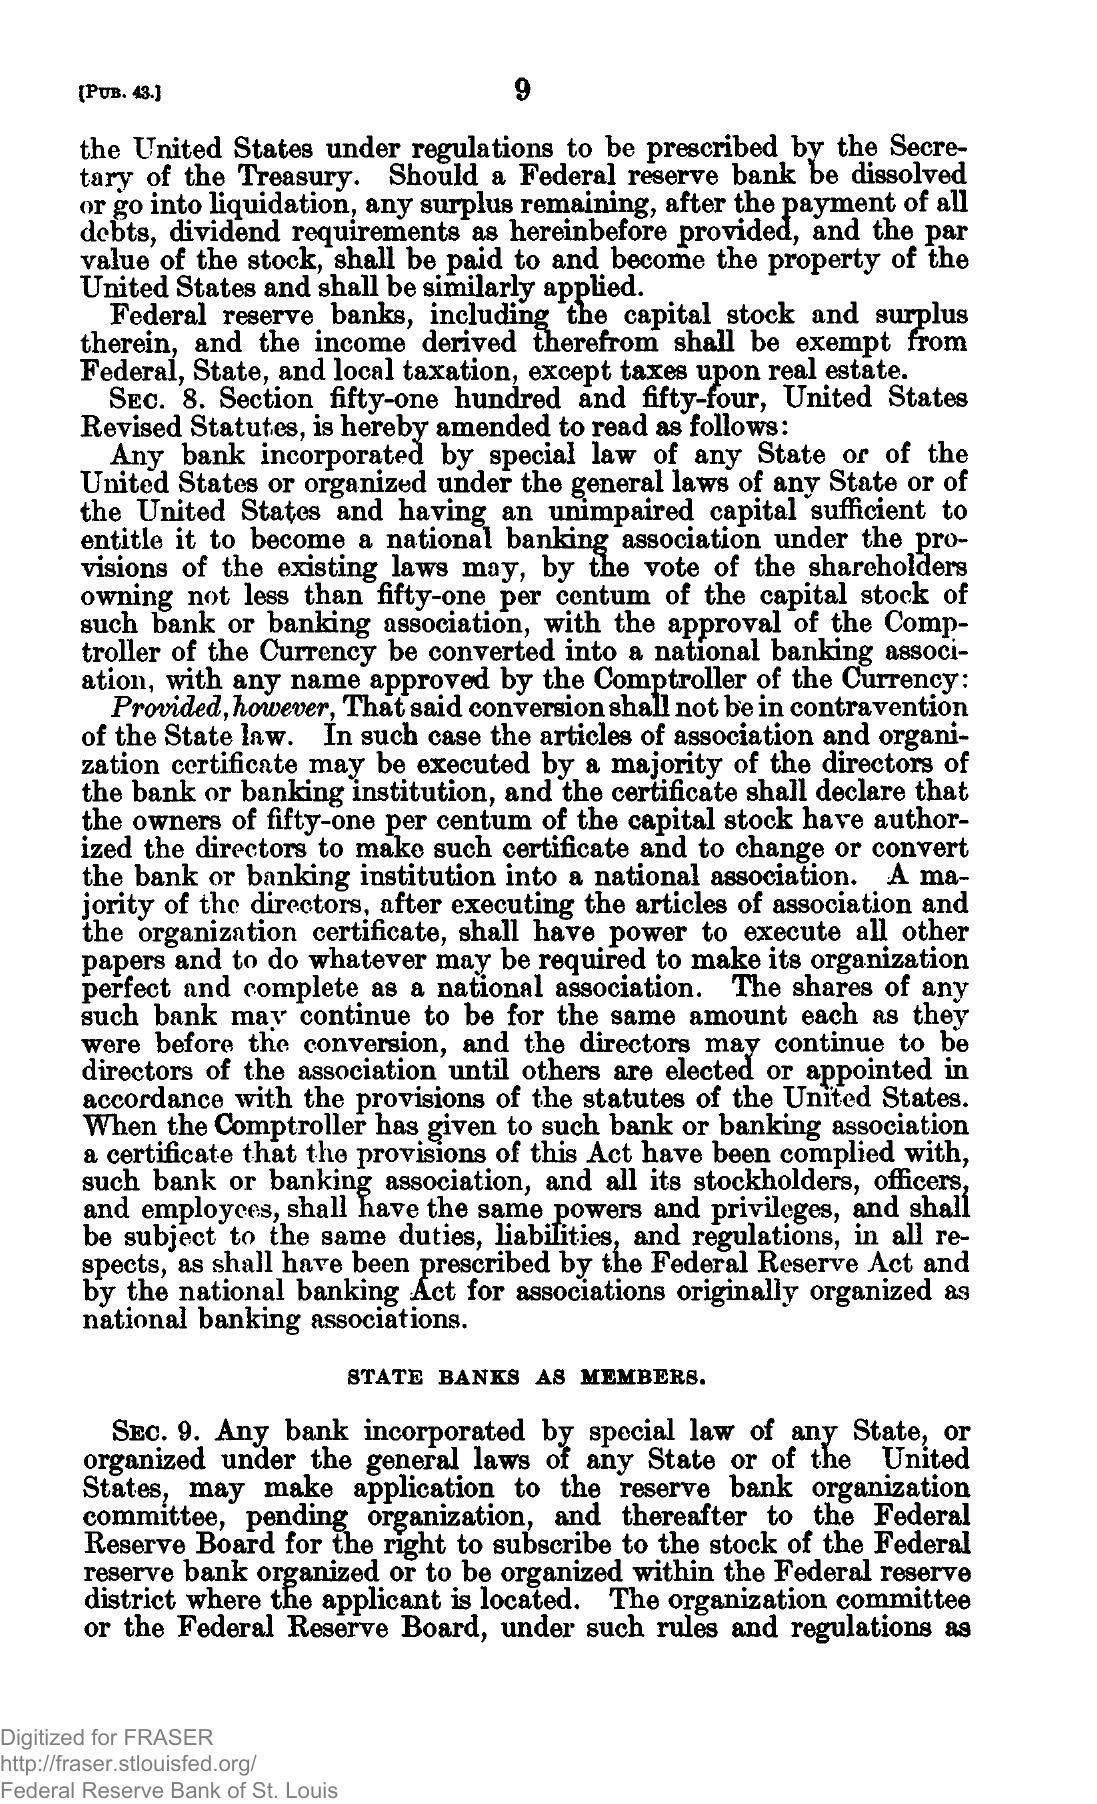 [PUB. 43.] 9
the United States under regulations to be prescribed by the Secre-
tary of the Treasury. Should a Federal reserve bank be dissolved
or go into liquidation, any surplus remaining, after the payment of all
debts, dividend requirements as hereinbefore provided, and the par
value of the stock, shall be paid to and become the property of the
United States and shall be similarly applied.
Federal reserve banks, including the capital stock and surplus
therein, and the income derived therefrom shall be exempt from
Federal, State, and local taxation, except taxes upon real estate.
SEC. 8. Section fifty-one hundred and fifty-four, United States
Revised Statutes, is hereby amended to read as follows:
Any bank incorporated by special law of any State or of the
United States or organized under the general laws of any State or of
the United States and having an unimpaired capital sufficient to
entitle it to become a national banking association under the pro-
visions of the existing laws may, by the vote of the shareholders
owning not less than fifty-one per centum of the capital stock of
such bank or banking association, with the approval of the Comp-
troller of the Currency be converted into a national banking associ-
ation, with any name approved by the Comptroller of the Currency:
Provided, however, That said conversion shall not be in contravention
of the State law. In such case the articles of association and organi-
zation certificate may be executed by a majority of the directors of
the bank or banking institution, and the certificate shall declare that
the owners of fifty-one per centum of the capital stock have author-
ized the directors to make such certificate and to change or convert
the bank or banking institution into a national association. A ma-
jority of the directors, after executing the articles of association and
the organization certificate, shall have power to execute all other
papers and to do whatever may be required to make its organization
perfect and complete as a national association. The shares of any
such bank may continue to be for the same amount each as they
were before the conversion, and the directors may continue to be
directors of the association until others are elected or appointed in
accordance with the provisions of the statutes of the United States.
When the Comptroller has given to such bank or banking association
a certificate that the provisions of this Act have been complied with,
such bank or banking association, and all its stockholders, officers,
and employees, shall have the same powers and privileges, and shall
be subject to the same duties, liabilities, and regulations, in all re-
spects, as shall have been prescribed by the Federal Reserve Act and
by the national banking Act for associations originally organized as
national banking associations.
STATE BANKS AS MEMBERS.
SEC. 9. Any bank incorporated by special law of any State, or
organized under the general laws of any State or of the United
States, may make application to the reserve bank organization
committee, pending organization, and thereafter to the Federal
Reserve Board for the right to subscribe to the stock of the Federal
reserve bank organized or to be organized within the Federal reserve
district where the applicant is located. The organization committee
or the Federal Reserve Board, under such rules and regulations as
Digitized for FRASER
http://fraser.stlouisfed.org/
Federal Reserve Bank of St. Louis